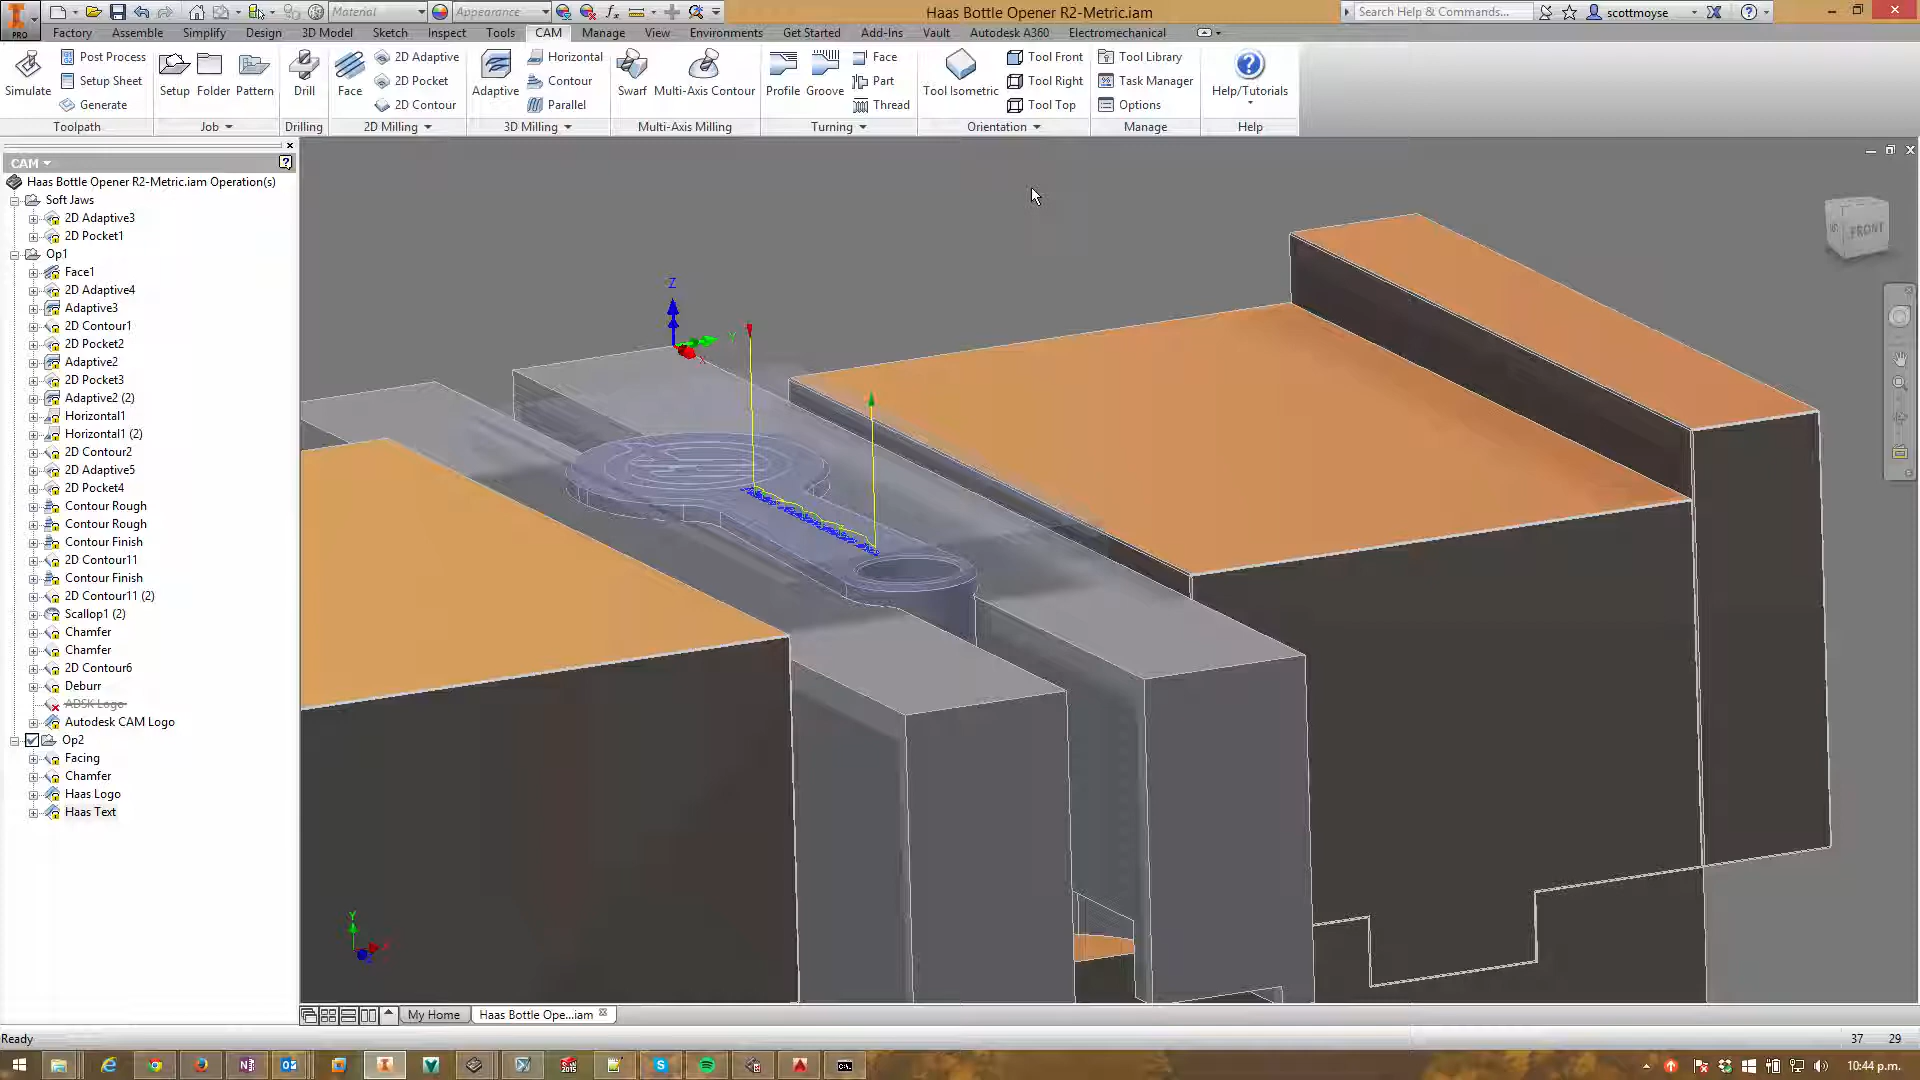 Material
Appearance
Haas Bottle Opener R2-Metric.iam
Search Help & Commands...
scottmoyse
PRO
Factory
Assemble
Simplify
Design
3D Model
Sketch
Inspect
Tools
CAM
Manage
View
Environments
Get Started
Add-Ins
Vault
Autodesk A360
Electromechanical
Simulate
Post Process
Setup Sheet
Generate
Toolpath
Setup
Folder
Pattern
Job
Drill
Drilling
Face
2D Adaptive
2D Pocket
2D Contour
2D Milling
Adaptive
Horizontal
Contour
Parallel
3D Milling
Swarf
Multi-Axis Contour
Multi-Axis Milling
Profile
Groove
Face
Part
Thread
Turning
Tool Isometric
Tool Front
Tool Right
Tool Top
Orientation
Tool Library
Task Manager
Options
Manage
Help/Tutorials
Help
CAM
Haas Bottle Opener R2-Metric.iam Operation(s)
Soft Jaws
2D Adaptive3
2D Pocket1
Op1
Face1
2D Adaptive4
Adaptive3
2D Contour1
2D Pocket2
Adaptive2
2D Pocket3
Adaptive2 (2)
Horizontal1
Horizontal1 (2)
2D Contour2
2D Adaptive5
2D Pocket4
Contour Rough
Contour Rough
Contour Finish
2D Contour11
Contour Finish
2D Contour11 (2)
Scallop1 (2)
Chamfer
Chamfer
2D Contour6
Deburr
ADSK Logo
Autodesk CAM Logo
Op2
Facing
Chamfer
Haas Logo
Haas Text
Z
Y
X
FRONT
Y
My Home
Haas Bottle Ope...iam
Ready
37 29
10:44 p.m.